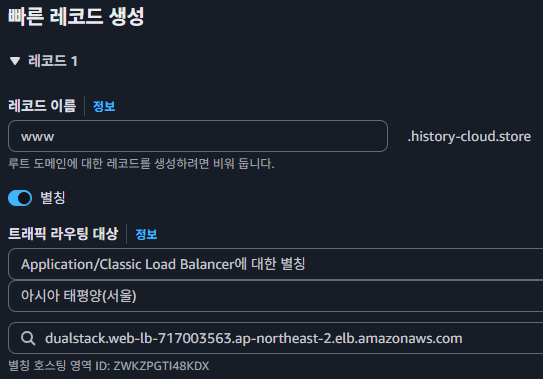 빠른 레코드 생성
▼ 레코드 1
레코드 이름 정보
www .history-cloud.store
루트 도메인에 대한 레코드를 생성하려면 비워 둡니다.
별칭
트래픽 라우팅 대상 정보
Application/Classic Load Balancer에 대한 별칭
아시아 태평양(서울)
dualstack.web-lb-717003563.ap-northeast-2.elb.amazonaws.com
별칭 호스팅 영역 ID: ZWKZPGTI48KDX